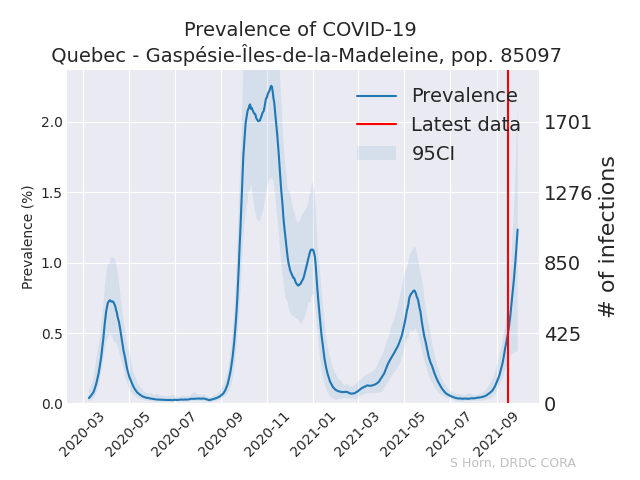 Prevalence of COVID-19
Quebec - Gaspésie-Îles-de-la-Madeleine, pop. 85097
Prevalence
Latest data
95CI
Prevalence (%)
2.0
1.5
1.0
0.5
0.0
1701
1276
850
425
0
# of infections
2020-03
2020-05
2020-07
2020-09
2020-11
2021-01
2021-03
2021-05
2021-07
2021-09
S Horn, DRDC CORA